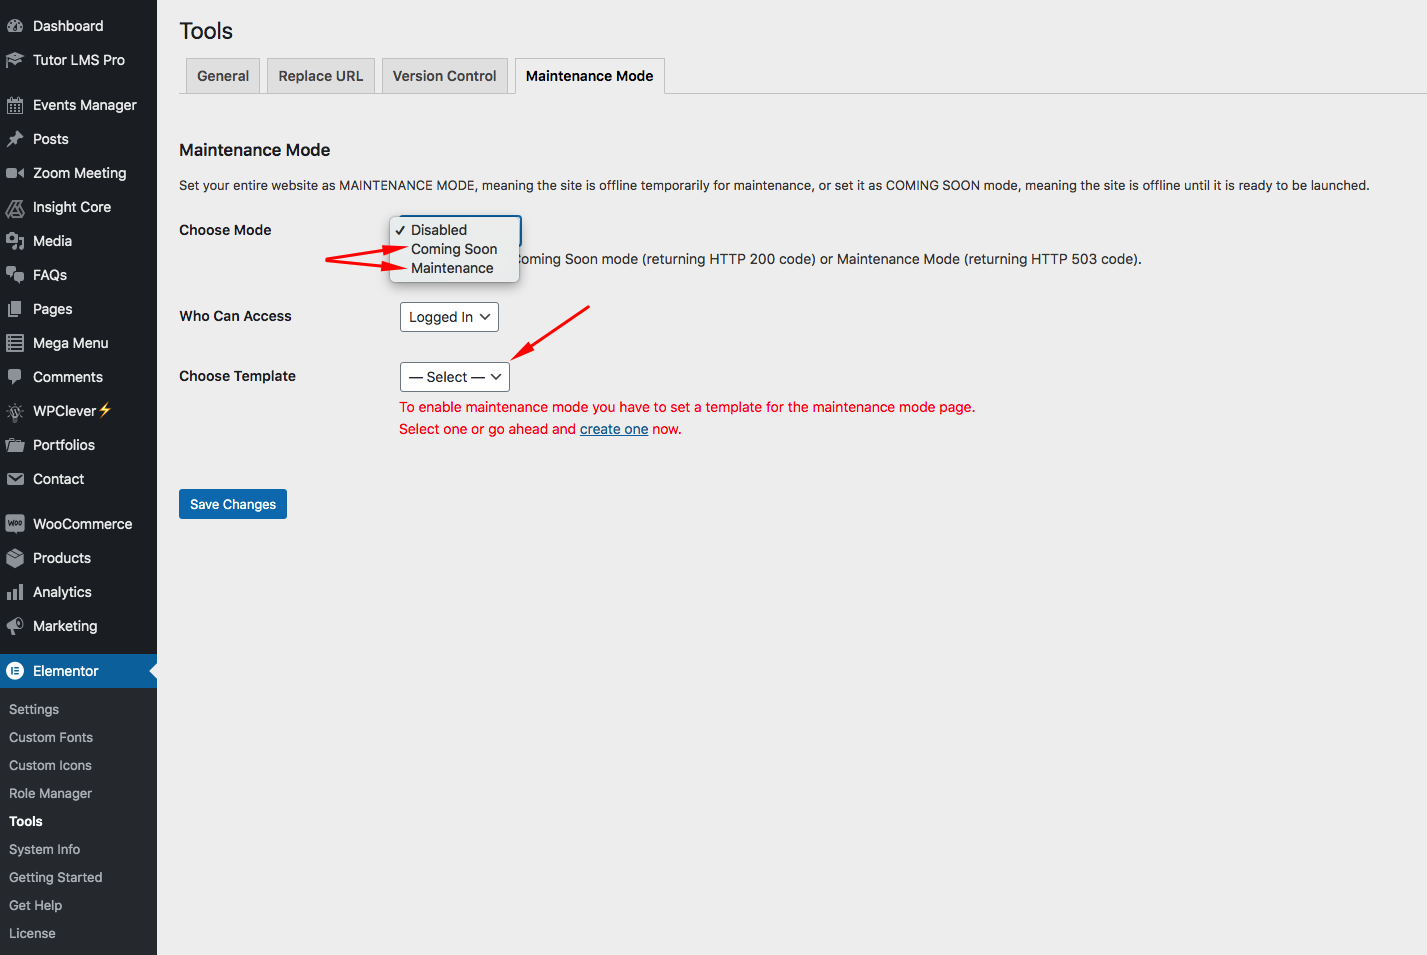 Dashboard
Tutor LMS Pro
Events Manager
Posts
Zoom Meeting
Insight Core
Media
FAQs
Pages
Mega Menu
Comments
WPClever⚡
Portfolios
Contact
WOO WooCommerce
Products
Analytics
Marketing
Elementor
Settings
Custom Fonts
Custom Icons
Role Manager
Tools
System Info
Getting Started
Get Help
License
Tools
General
Replace URL
Version Control
Maintenance Mode
Maintenance Mode
Set your entire website as MAINTENANCE MODE, meaning the site is offline temporarily for maintenance, or set it as COMING SOON mode, meaning the site is offline until it is ready to be launched.
Choose Mode
✓ Disabled
Coming Soon
Maintenance
Coming Soon mode (returning HTTP 200 code) or Maintenance Mode (returning HTTP 503 code).
Who Can Access
Logged In
Choose Template
— Select —
To enable maintenance mode you have to set a template for the maintenance mode page.
Select one or go ahead and create one now.
Save Changes